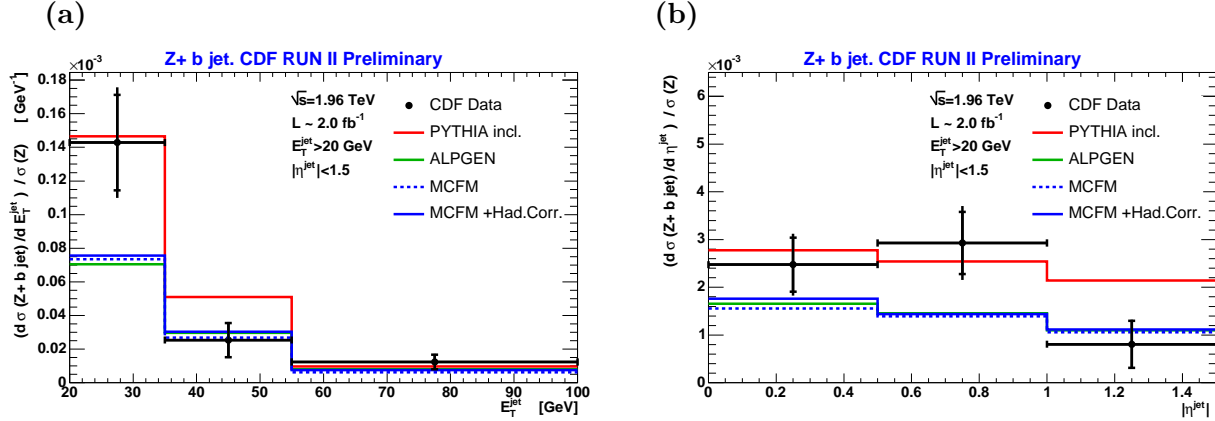 (a)
Z+ b jet. CDF RUN II Preliminary
×10⁻³
(d σ (Z+ b jet) / d E_T^jet ) / σ (Z) [ GeV⁻¹]
0.18
0.16
0.14
0.12
0.1
0.08
0.06
0.04
0.02
0
√s=1.96 TeV
L ~ 2.0 fb⁻¹
E_T^jet >20 GeV
|η^jet|<1.5
CDF Data
PYTHIA incl.
ALPGEN
MCFM
MCFM +Had.Corr.
20 30 40 50 60 70 80 90 100
E_T^jet [GeV]
(b)
Z+ b jet. CDF RUN II Preliminary
×10⁻³
(d σ (Z+ b jet) / d η^jet ) / σ (Z)
6
5
4
3
2
1
0
√s=1.96 TeV
L ~ 2.0 fb⁻¹
E_T^jet >20 GeV
|η^jet|<1.5
CDF Data
PYTHIA incl.
ALPGEN
MCFM
MCFM +Had.Corr.
0 0.2 0.4 0.6 0.8 1 1.2 1.4
|η^jet|